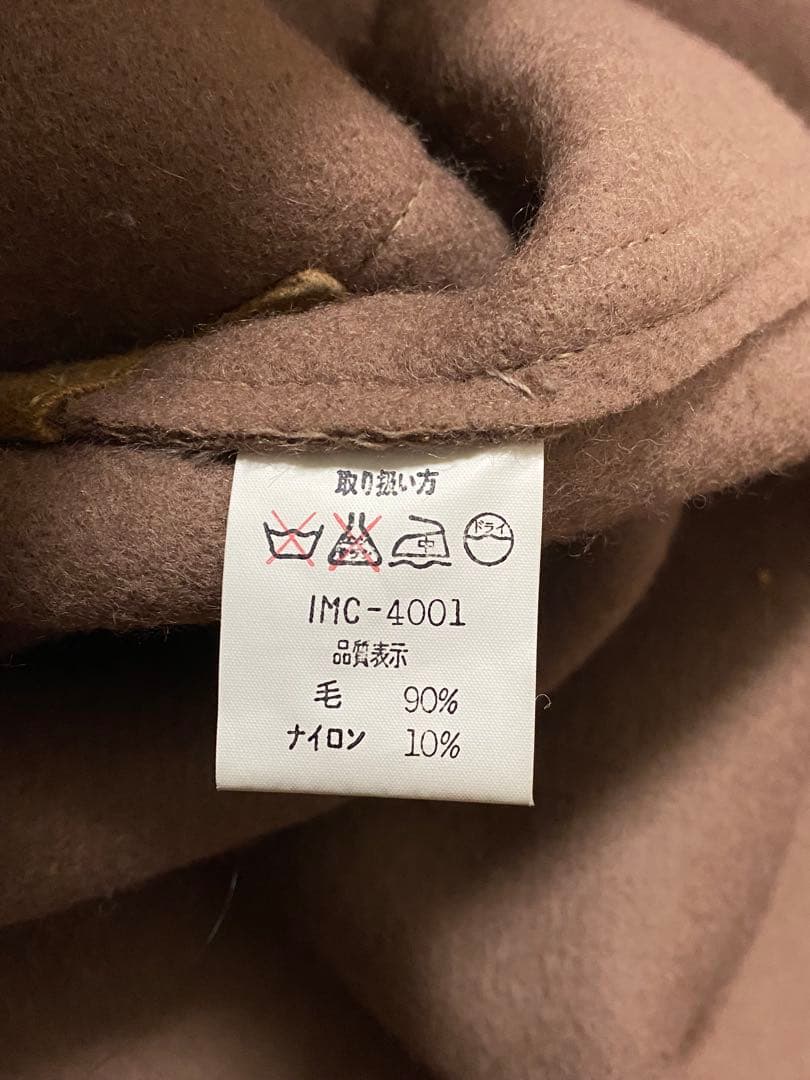 取り扱い方
中 ドライ
IMC-4001
品質表示
毛 90%
ナイロン 10%